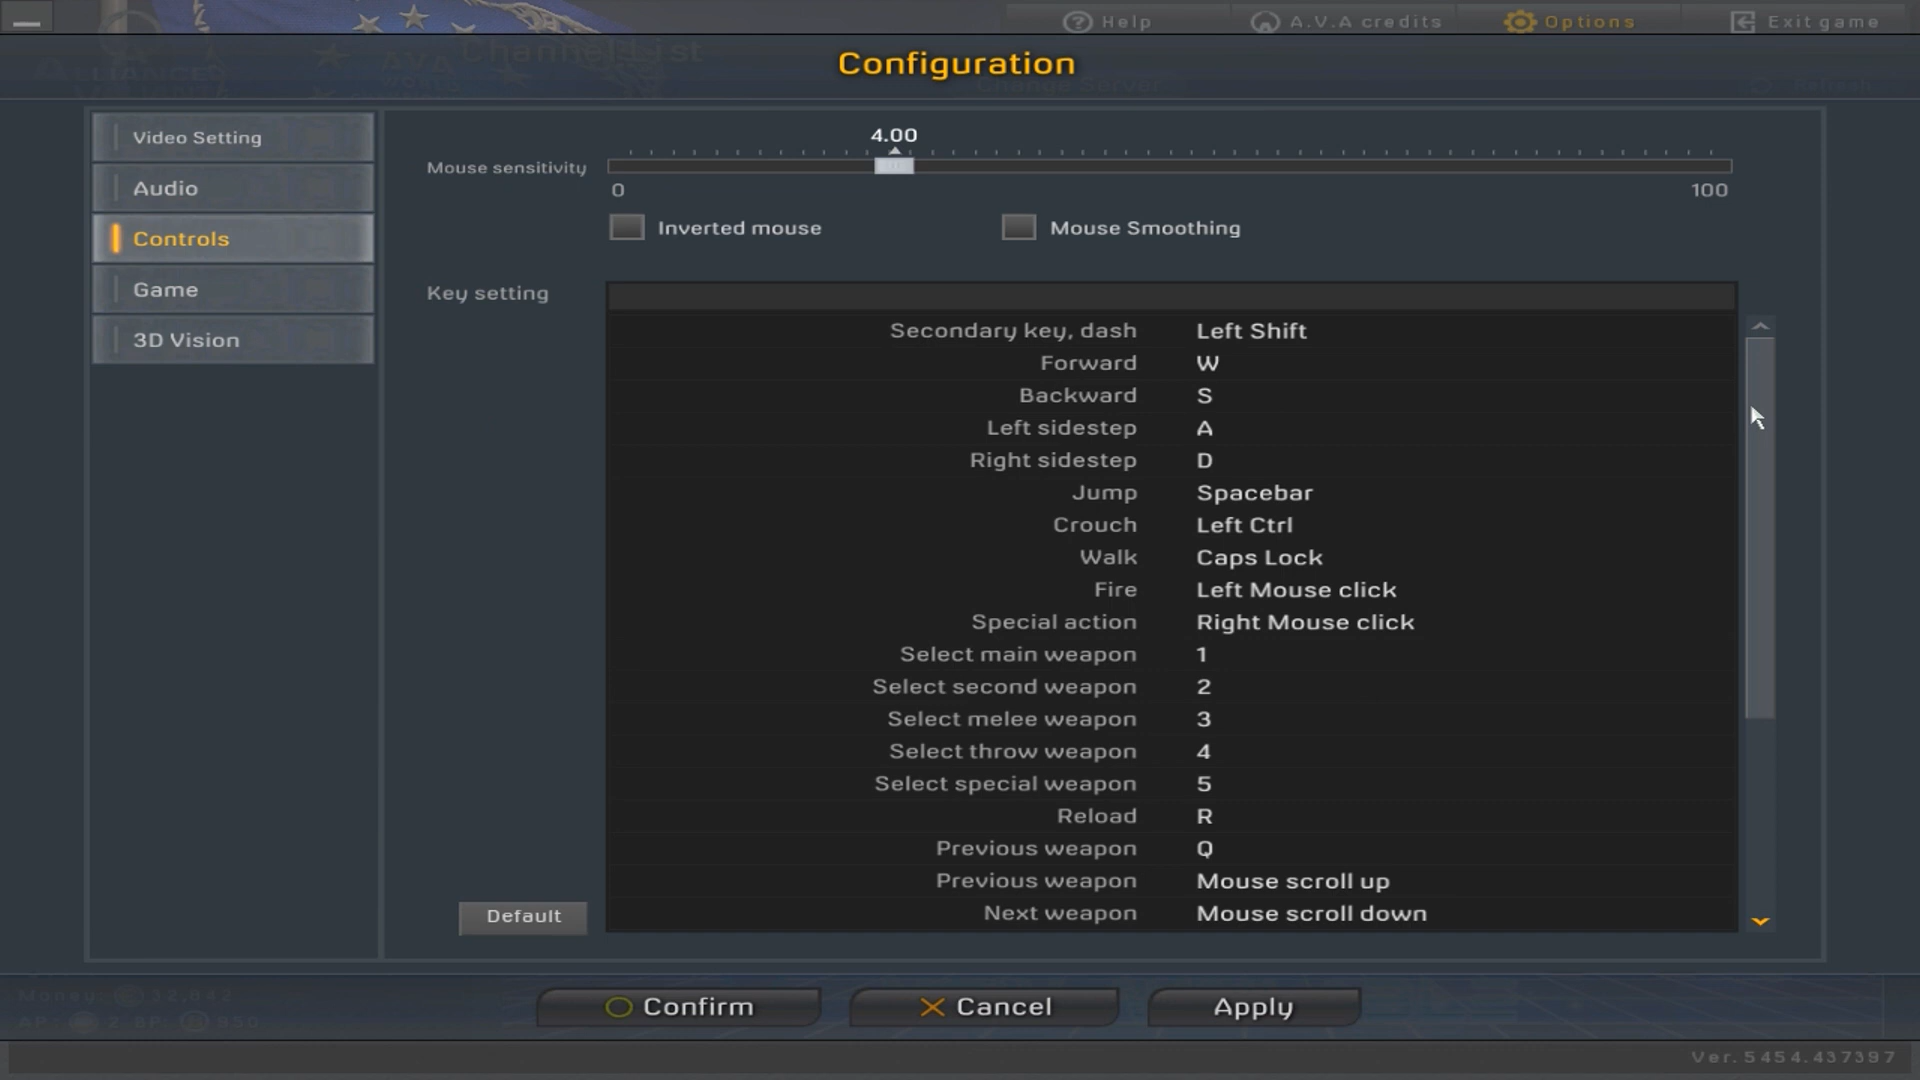 Help
A.V.A credits
Options
Exit game
Channel List
Configuration
Change Server
Video Setting
Audio
Controls
Game
3D Vision
4.00
Mouse sensitivity
0
100
Inverted mouse
Mouse Smoothing
Key setting
Secondary key, dash Left Shift
Forward W
Backward S
Left sidestep A
Right sidestep D
Jump Spacebar
Crouch Left Ctrl
Walk Caps Lock
Fire Left Mouse click
Special action Right Mouse click
Select main weapon 1
Select second weapon 2
Select melee weapon 3
Select throw weapon 4
Select special weapon 5
Reload R
Previous weapon Q
Previous weapon Mouse scroll up
Next weapon Mouse scroll down
Default
Confirm
Cancel
Apply
Ver. 5454.437397